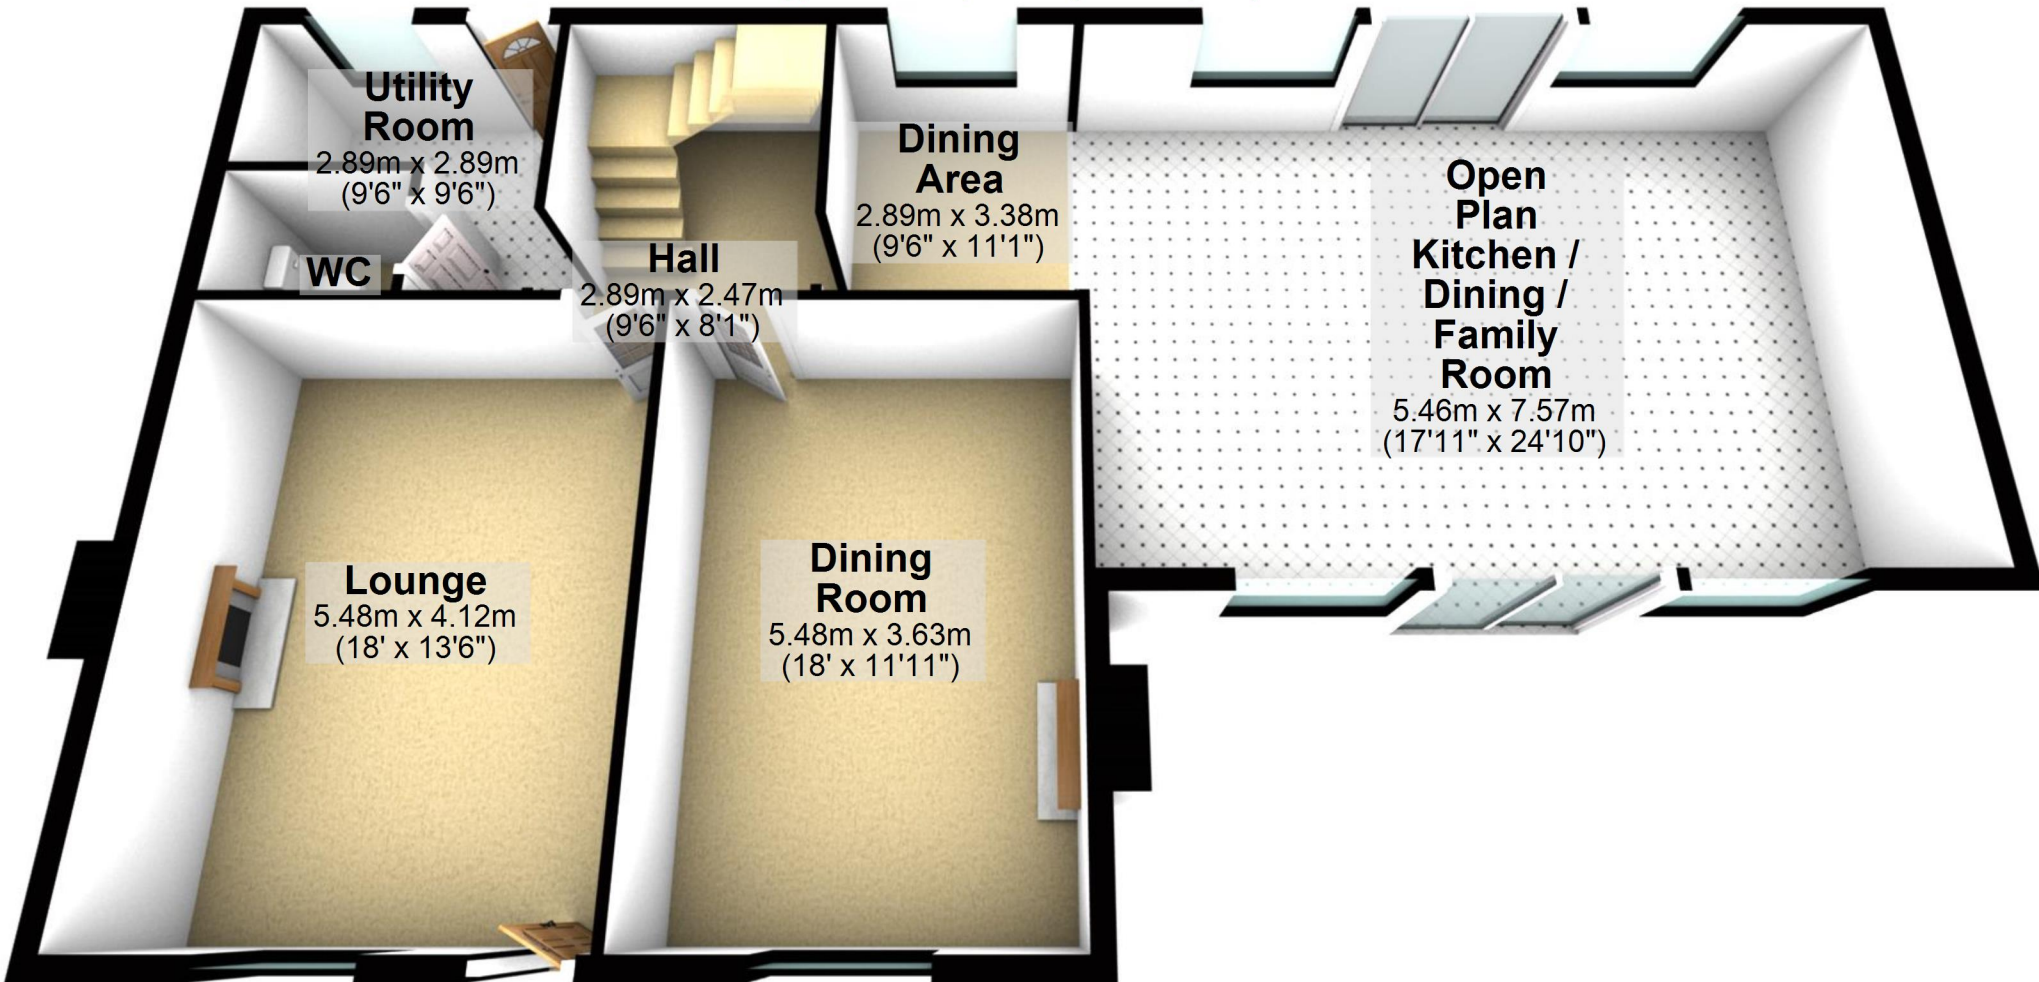 Utility
Room
2.89m x 2.89m
(9'6" x 9'6")
WC
Hall
2.89m x 2.47m
(9'6" x 8'1")
Dining
Area
2.89m x 3.38m
(9'6" x 11'1")
Open
Plan
Kitchen /
Dining /
Family
Room
5.46m x 7.57m
(17'11" x 24'10")
Lounge
5.48m x 4.12m
(18' x 13'6")
Dining
Room
5.48m x 3.63m
(18' x 11'11")